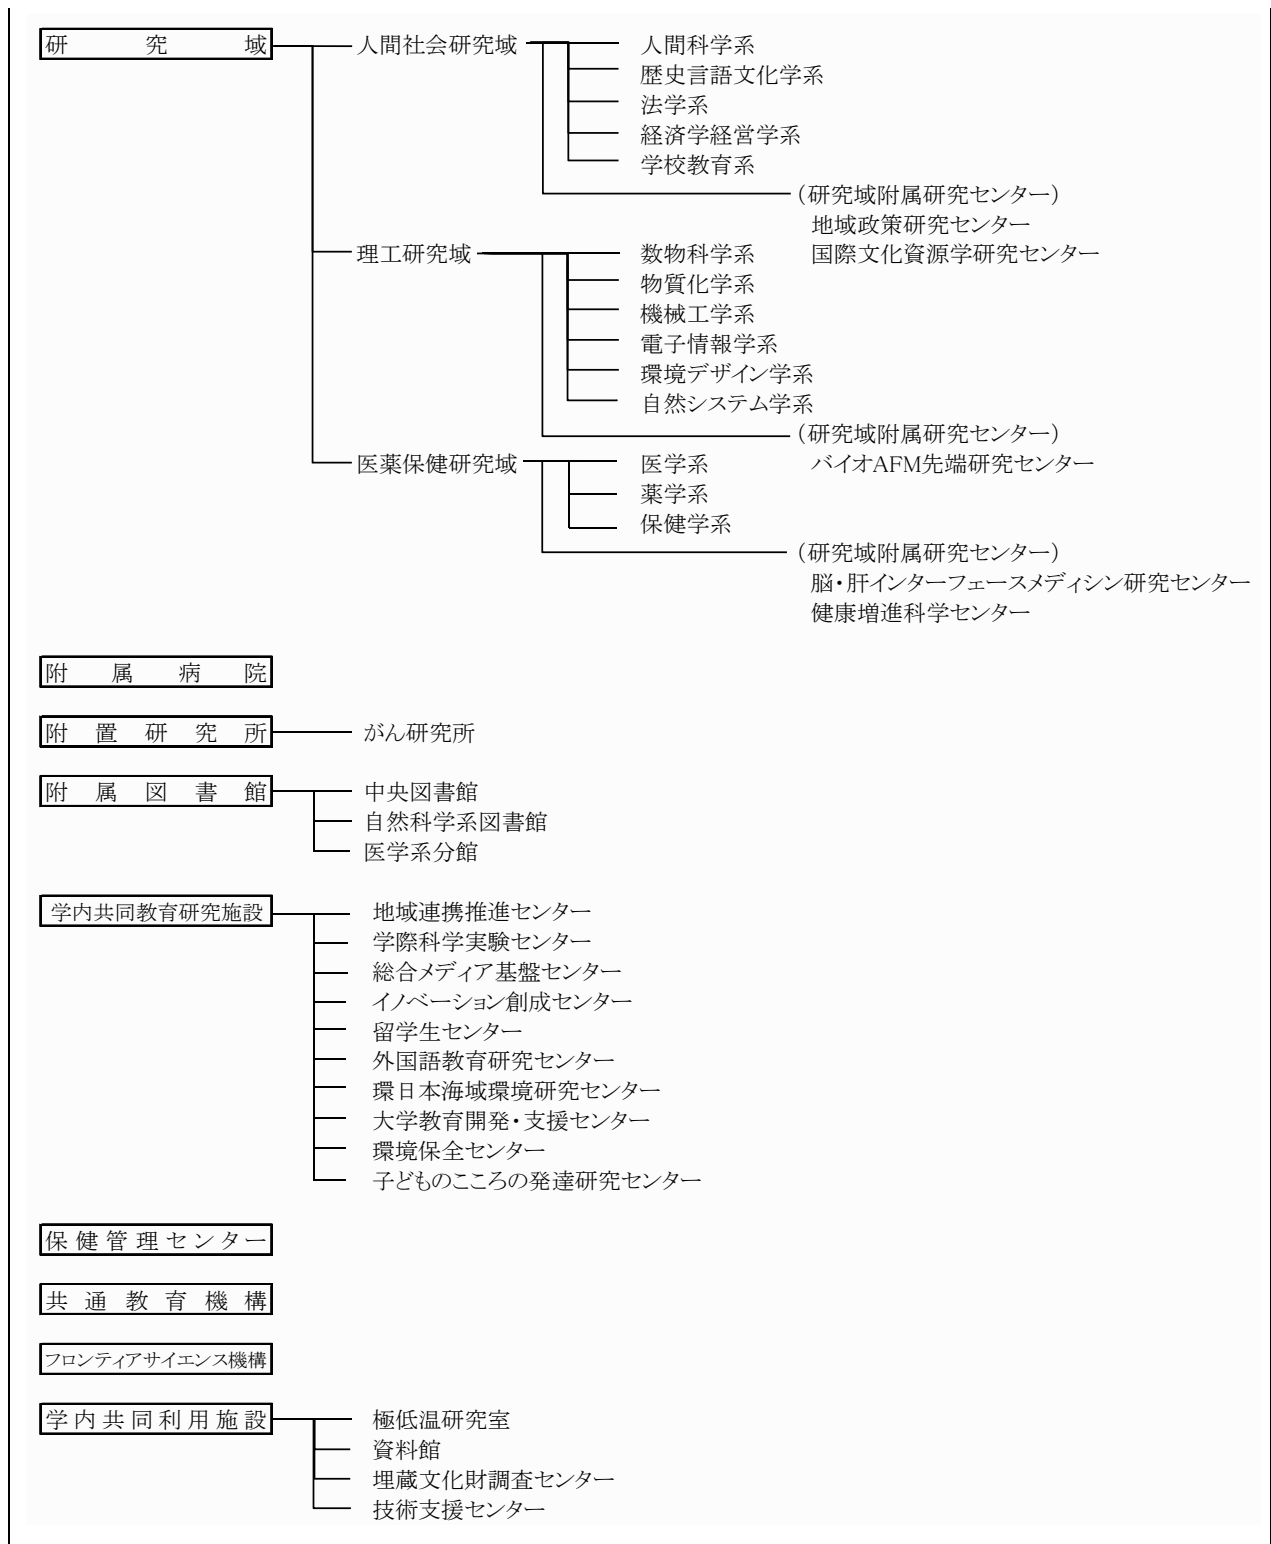 研究域
人間社会研究域
人間科学系
歴史言語文化学系
法学系
経済学経営学系
学校教育系
（研究域附属研究センター）
地域政策研究センター
国際文化資源学研究センター
理工研究域
数物科学系
物質化学系
機械工学系
電子情報学系
環境デザイン学系
自然システム学系
（研究域附属研究センター）
バイオAFM先端研究センター
医薬保健研究域
医学系
薬学系
保健学系
（研究域附属研究センター）
脳・肝インターフェースメディシン研究センター
健康増進科学センター
附属病院
附置研究所
がん研究所
附属図書館
中央図書館
自然科学系図書館
医学系分館
学内共同教育研究施設
地域連携推進センター
学際科学実験センター
総合メディア基盤センター
イノベーション創成センター
留学生センター
外国語教育研究センター
環日本海域環境研究センター
大学教育開発・支援センター
環境保全センター
子どものこころの発達研究センター
保健管理センター
共通教育機構
フロンティアサイエンス機構
学内共同利用施設
極低温研究室
資料館
埋蔵文化財調査センター
技術支援センター